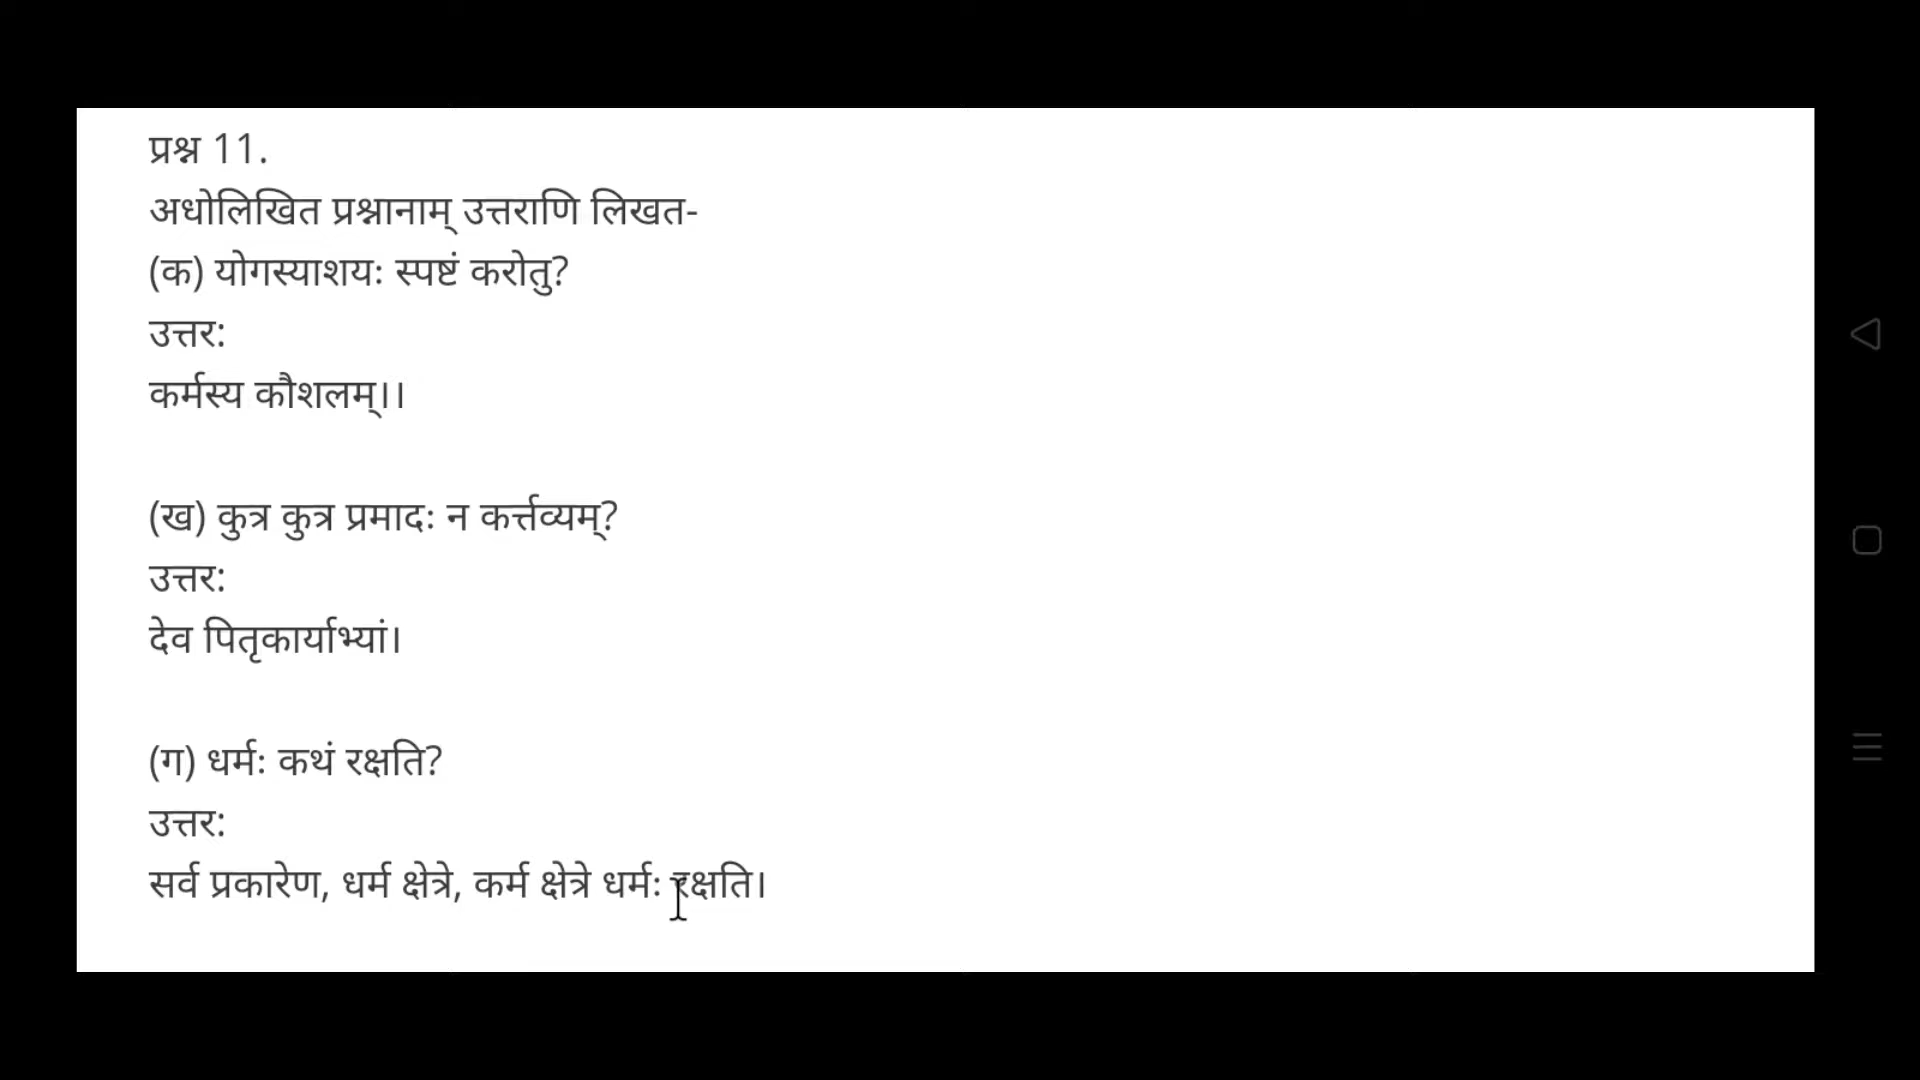 प्रश्न 11.
अधोलिखित प्रश्नानाम् उत्तराणि लिखत-
(क) योगस्याशयः स्पष्टं करोतु?
उत्तर:
कर्मस्य कौशलम्।।
(ख) कुत्र कुत्र प्रमादः न कर्त्तव्यम्?
उत्तर:
देव पितृकार्याभ्यां।
(ग) धर्मः कथं रक्षति?
उत्तर:
सर्व प्रकारेण, धर्म क्षेत्रे, कर्म क्षेत्रे धर्मः रक्षति।